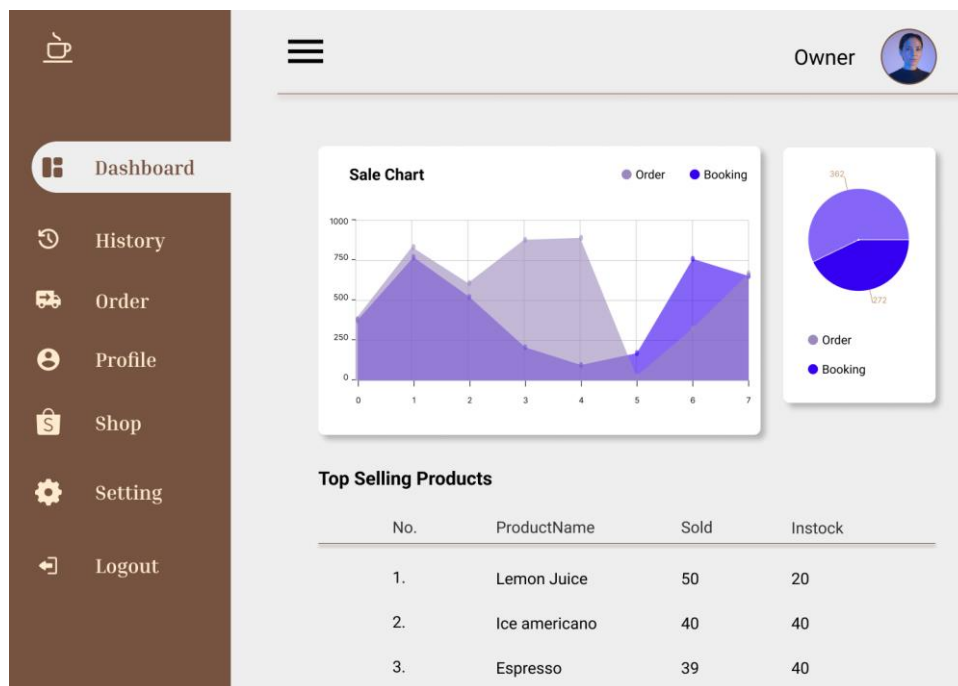 Owner
Dashboard
History
Order
Profile
Shop
S
Setting
Logout
Sale Chart
Order
Booking
1000
750
500
250
0
0 1 2 3 4 5 6 7
362
272
Order
Booking
Top Selling Products
No. ProductName Sold Instock
1. Lemon Juice 50 20
2. Ice americano 40 40
3. Espresso 39 40